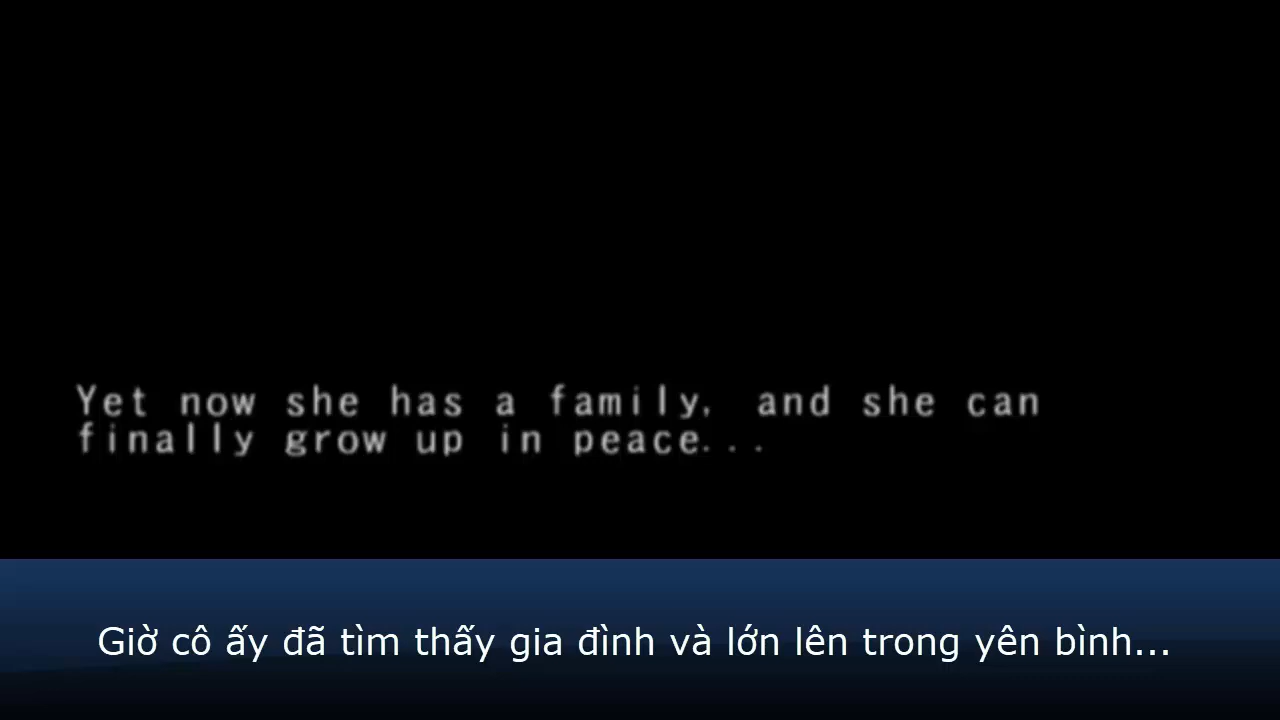 Yet now she has a family, and she can
finally grow up in peace...
Giờ cô ấy đã tìm thấy gia đình và lớn lên trong yên bình...